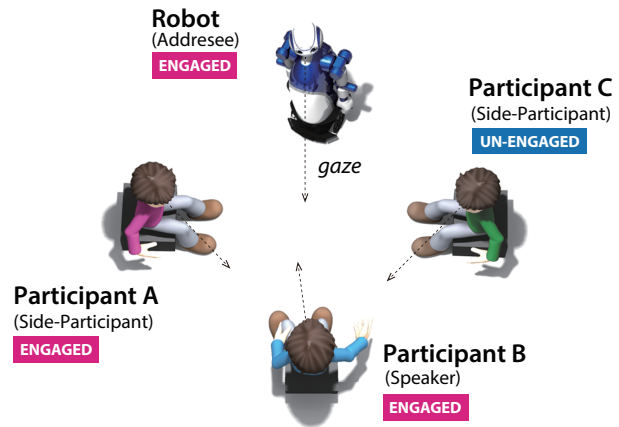 Robot
(Addresee)
ENGAGED
Participant C
(Side-Participant)
UN-ENGAGED
gaze
Participant A
(Side-Participant)
ENGAGED
Participant B
(Speaker)
ENGAGED